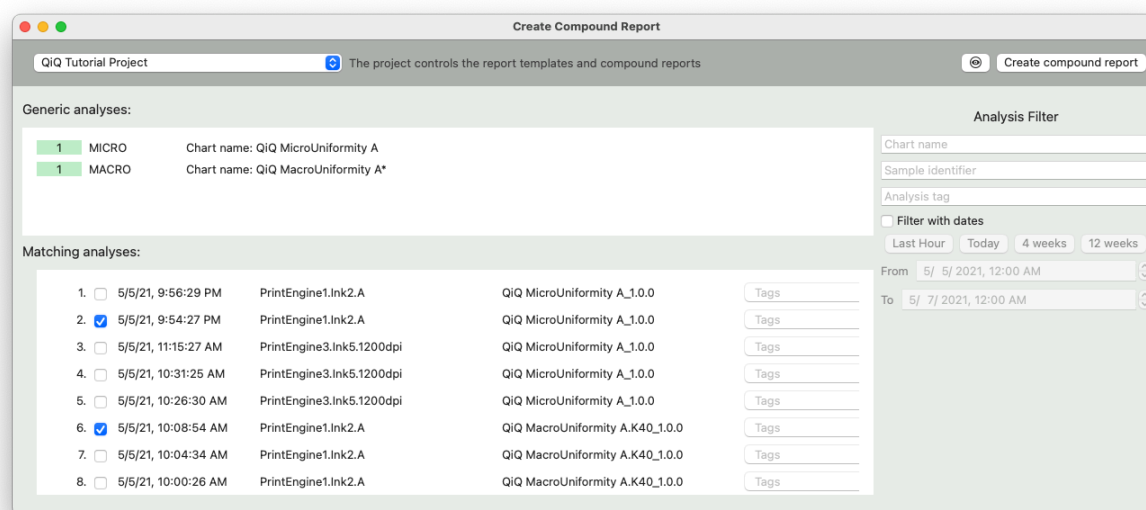 Create Compound Report
QiQ Tutorial Project The project controls the report templates and compound reports Create compound report
Generic analyses:
1 MICRO Chart name: QiQ MicroUniformity A
1 MACRO Chart name: QiQ MacroUniformity A*
Matching analyses:
1. 5/5/21, 9:56:29 PM PrintEngine1.Ink2.A QiQ MicroUniformity A_1.0.0 Tags
2. 5/5/21, 9:54:27 PM PrintEngine1.Ink2.A QiQ MicroUniformity A_1.0.0 Tags
3. 5/5/21, 11:15:27 AM PrintEngine3.Ink5.1200dpi QiQ MicroUniformity A_1.0.0 Tags
4. 5/5/21, 10:31:25 AM PrintEngine3.Ink5.1200dpi QiQ MicroUniformity A_1.0.0 Tags
5. 5/5/21, 10:26:30 AM PrintEngine3.Ink5.1200dpi QiQ MicroUniformity A_1.0.0 Tags
6. 5/5/21, 10:08:54 AM PrintEngine1.Ink2.A QiQ MacroUniformity A.K40_1.0.0 Tags
7. 5/5/21, 10:04:34 AM PrintEngine1.Ink2.A QiQ MacroUniformity A.K40_1.0.0 Tags
8. 5/5/21, 10:00:26 AM PrintEngine1.Ink2.A QiQ MacroUniformity A.K40_1.0.0 Tags
Analysis Filter
Chart name
Sample identifier
Analysis tag
Filter with dates
Last Hour Today 4 weeks 12 weeks
From 5/ 5/ 2021, 12:00 AM
To 5/ 7/ 2021, 12:00 AM